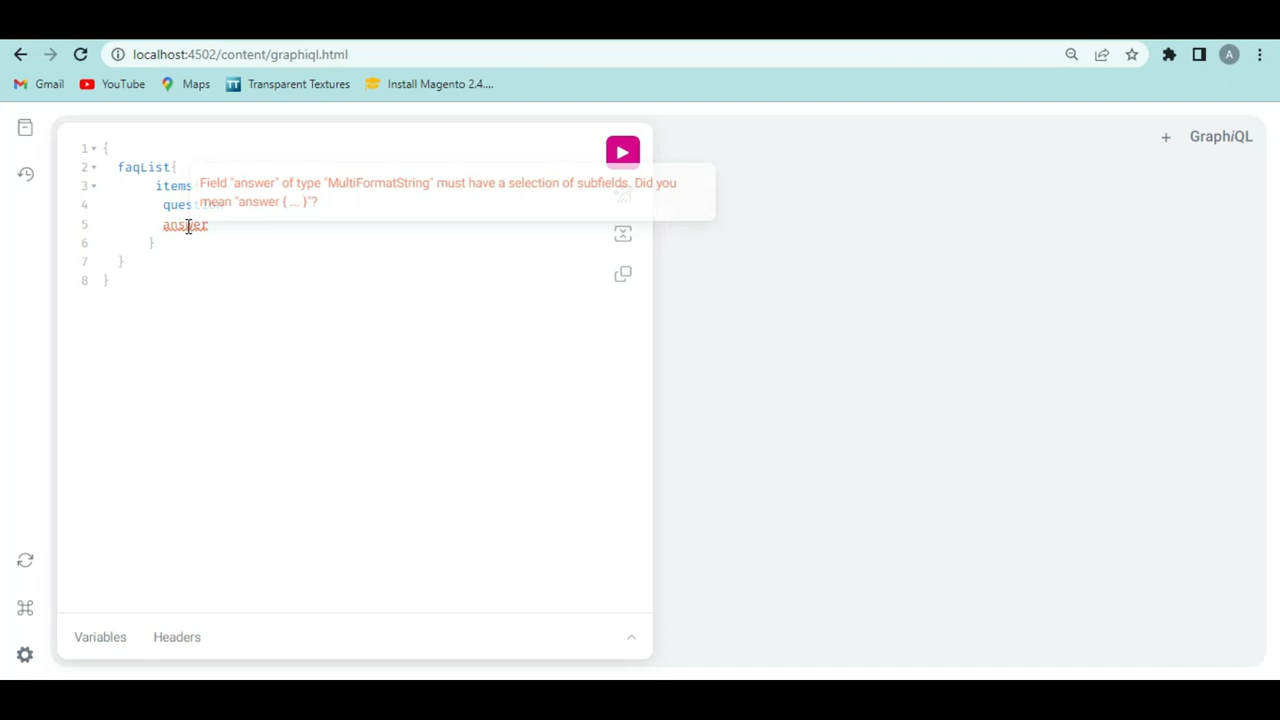 localhost:4502/content/graphiql.html
A
Gmail
YouTube
Maps
TT
Transparent Textures
Install Magento 2.4....
+
GraphiQL
1 {
2 faqList{
3 items
4 question
5 answer
6 }
7 }
8 }
Field "answer" of type "MultiFormatString" must have a selection of subfields. Did you
mean "answer { ... }"?
Variables
Headers